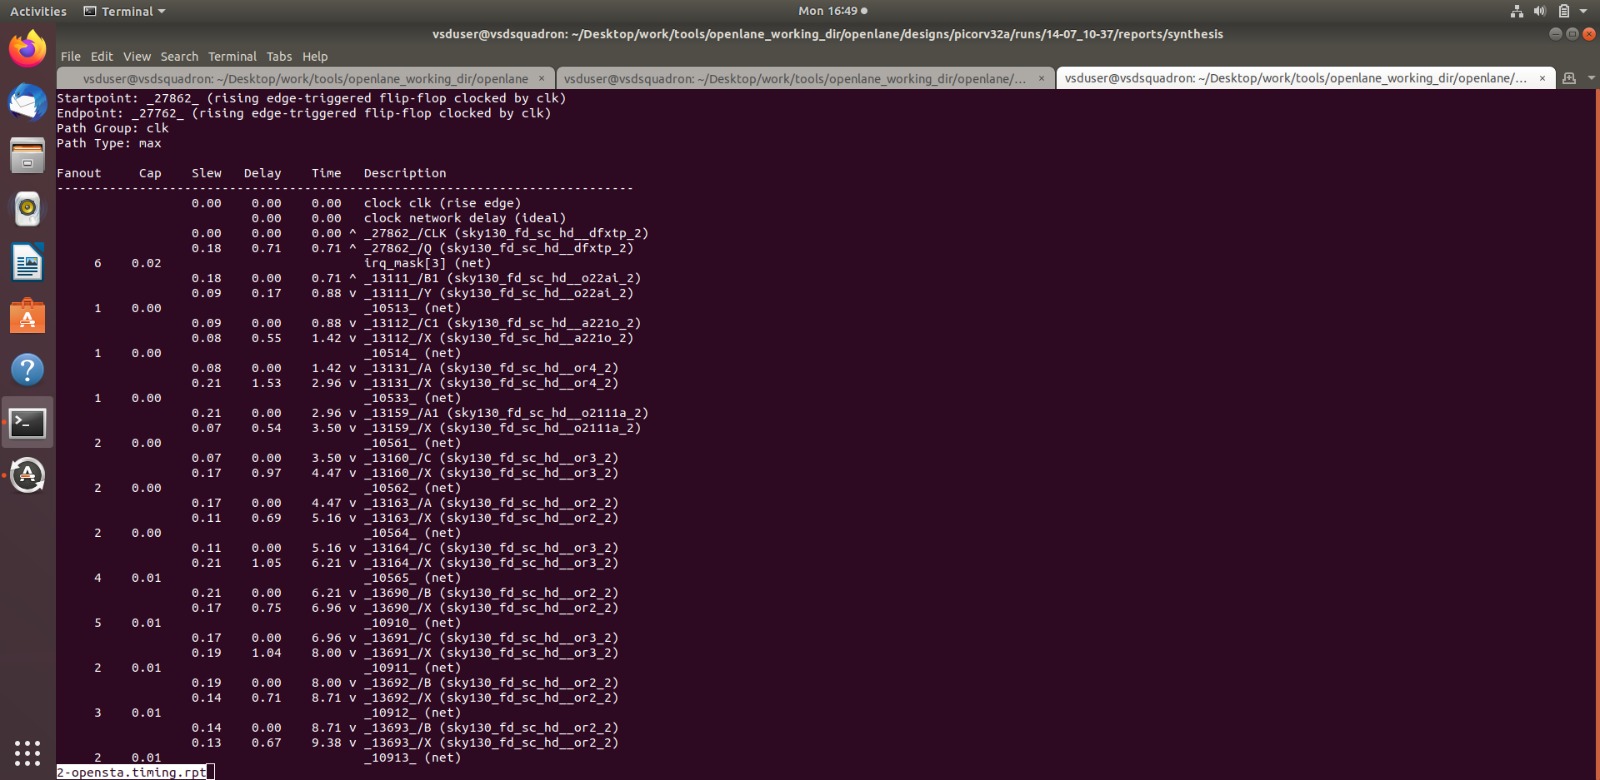 Activities Terminal Mon 16:49
vsduser@vsdsquadron: ~/Desktop/work/tools/openlane_working_dir/openlane/designs/picorv32a/runs/14-07_10-37/reports/synthesis
File Edit View Search Terminal Tabs Help
vsduser@vsdsquadron: ~/Desktop/work/tools/openlane_working_dir/openlane × vsduser@vsdsquadron: ~/Desktop/work/tools/openlane_working_dir/openlane/... × vsduser@vsdsquadron: ~/Desktop/work/tools/openlane_working_dir/openlane/... ×
Startpoint: _27862_ (rising edge-triggered flip-flop clocked by clk)
Endpoint: _27762_ (rising edge-triggered flip-flop clocked by clk)
Path Group: clk
Path Type: max
Fanout Cap Slew Delay Time Description
-----------------------------------------------------------------------------
0.00 0.00 0.00 clock clk (rise edge)
0.00 0.00 clock network delay (ideal)
0.00 0.00 0.00 ^ _27862_/CLK (sky130_fd_sc_hd__dfxtp_2)
0.18 0.71 0.71 ^ _27862_/Q (sky130_fd_sc_hd__dfxtp_2)
6 0.02 irq_mask[3] (net)
0.18 0.00 0.71 ^ _13111_/B1 (sky130_fd_sc_hd__o22ai_2)
0.09 0.17 0.88 v _13111_/Y (sky130_fd_sc_hd__o22ai_2)
1 0.00 _10513_ (net)
0.09 0.00 0.88 v _13112_/C1 (sky130_fd_sc_hd__a221o_2)
0.08 0.55 1.42 v _13112_/X (sky130_fd_sc_hd__a221o_2)
1 0.00 _10514_ (net)
0.08 0.00 1.42 v _13131_/A (sky130_fd_sc_hd__or4_2)
0.21 1.53 2.96 v _13131_/X (sky130_fd_sc_hd__or4_2)
1 0.00 _10533_ (net)
0.21 0.00 2.96 v _13159_/A1 (sky130_fd_sc_hd__o2111a_2)
0.07 0.54 3.50 v _13159_/X (sky130_fd_sc_hd__o2111a_2)
2 0.00 _10561_ (net)
0.07 0.00 3.50 v _13160_/C (sky130_fd_sc_hd__or3_2)
0.17 0.97 4.47 v _13160_/X (sky130_fd_sc_hd__or3_2)
2 0.00 _10562_ (net)
0.17 0.00 4.47 v _13163_/A (sky130_fd_sc_hd__or2_2)
0.11 0.69 5.16 v _13163_/X (sky130_fd_sc_hd__or2_2)
2 0.00 _10564_ (net)
0.11 0.00 5.16 v _13164_/C (sky130_fd_sc_hd__or3_2)
0.21 1.05 6.21 v _13164_/X (sky130_fd_sc_hd__or3_2)
4 0.01 _10565_ (net)
0.21 0.00 6.21 v _13690_/B (sky130_fd_sc_hd__or2_2)
0.17 0.75 6.96 v _13690_/X (sky130_fd_sc_hd__or2_2)
5 0.01 _10910_ (net)
0.17 0.00 6.96 v _13691_/C (sky130_fd_sc_hd__or3_2)
0.19 1.04 8.00 v _13691_/X (sky130_fd_sc_hd__or3_2)
2 0.01 _10911_ (net)
0.19 0.00 8.00 v _13692_/B (sky130_fd_sc_hd__or2_2)
0.14 0.71 8.71 v _13692_/X (sky130_fd_sc_hd__or2_2)
3 0.01 _10912_ (net)
0.14 0.00 8.71 v _13693_/B (sky130_fd_sc_hd__or2_2)
0.13 0.67 9.38 v _13693_/X (sky130_fd_sc_hd__or2_2)
2 0.01 _10913_ (net)
2-opensta.timing.rpt